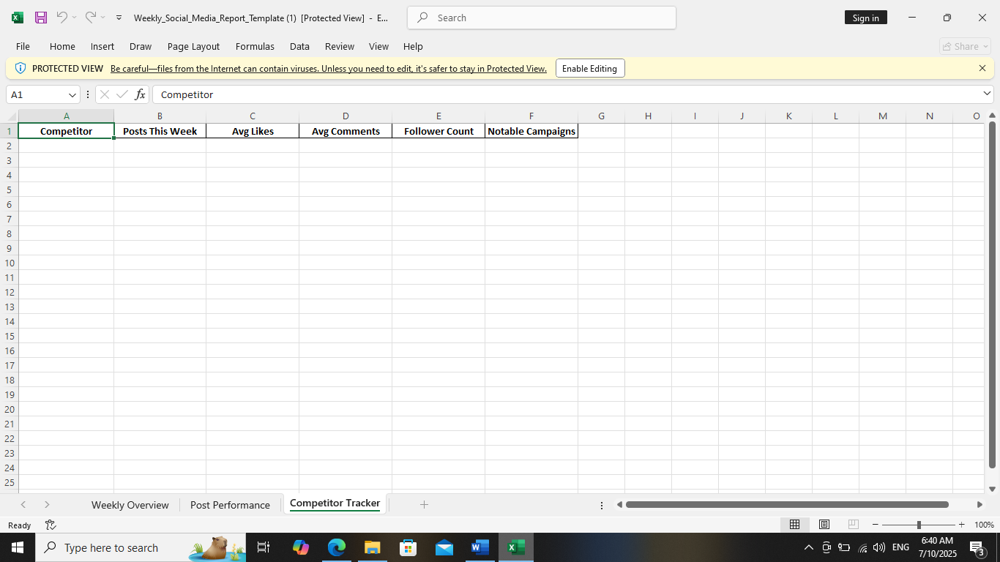 Weekly_Social_Media_Report_Template (1) [Protected View] - E...
Search
Sign in
File Home Insert Draw Page Layout Formulas Data Review View Help Share
PROTECTED VIEW Be careful—files from the Internet can contain viruses. Unless you need to edit, it's safer to stay in Protected View. Enable Editing
A1 fx Competitor
A B C D E F G H I J K L M N O
1 Competitor Posts This Week Avg Likes Avg Comments Follower Count Notable Campaigns
2
3
4
5
6
7
8
9
10
11
12
13
14
15
16
17
18
19
20
21
22
23
24
25
Weekly Overview Post Performance Competitor Tracker
Ready 100%
Type here to search ENG 6:40 AM
7/10/2025 3